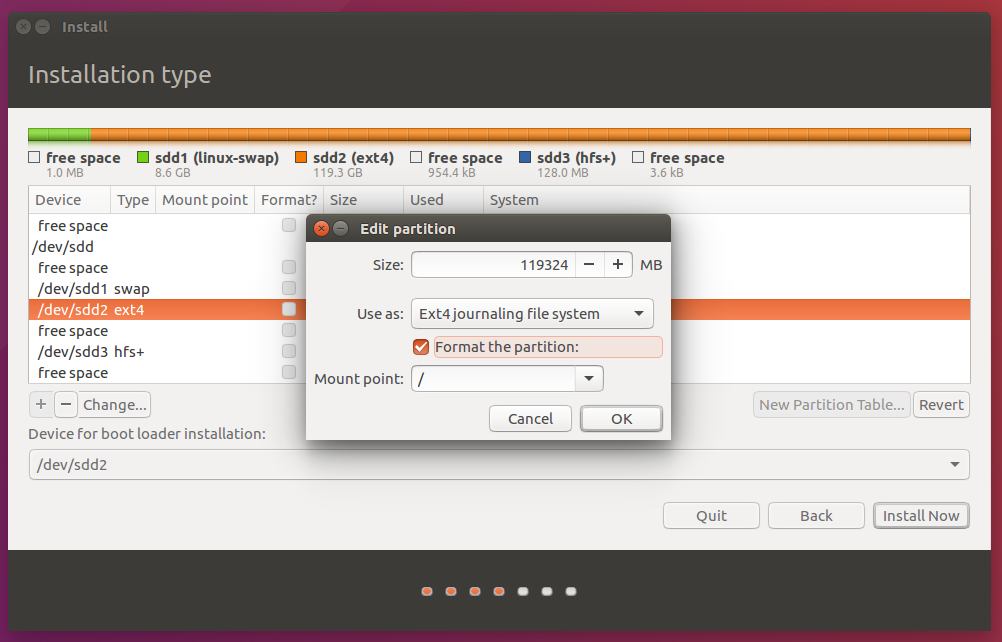 Install
Installation type
free space sdd1 (linux-swap) sdd2 (ext4) free space sdd3 (hfs+) free space
1.0 MB 8.6 GB 119.3 GB 954.4 kB 128.0 MB 3.6 kB
Device Type Mount point Format? Size Used System
free space
/dev/sdd
free space
/dev/sdd1 swap
/dev/sdd2 ext4
free space
/dev/sdd3 hfs+
free space
Edit partition
Size: 119324 − + MB
Use as: Ext4 journaling file system
Format the partition:
Mount point: /
Cancel OK
+ − Change... New Partition Table... Revert
Device for boot loader installation:
/dev/sdd2
Quit Back Install Now